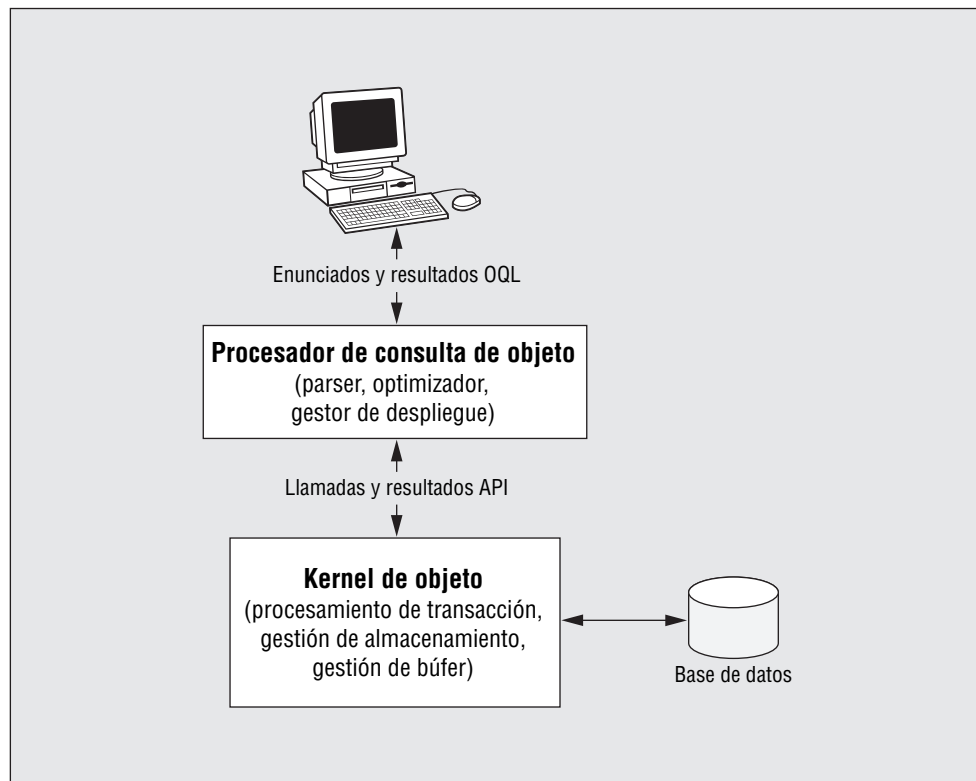 Enunciados y resultados OQL
Procesador de consulta de objeto
(parser, optimizador,
gestor de despliegue)
Llamadas y resultados API
Kernel de objeto
(procesamiento de transacción,
gestión de almacenamiento,
gestión de búfer)
Base de datos